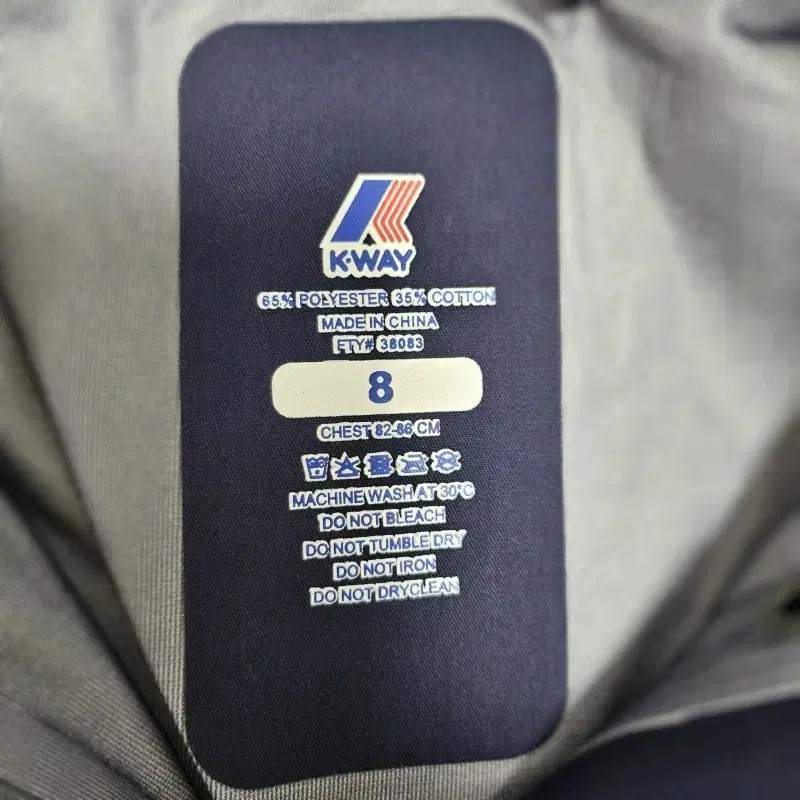 K·WAY
65% POLYESTER 35% COTTON
MADE IN CHINA
FTY# 38083
8
CHEST 82-86 CM
MACHINE WASH AT 30°C
DO NOT BLEACH
DO NOT TUMBLE DRY
DO NOT IRON
DO NOT DRYCLEAN